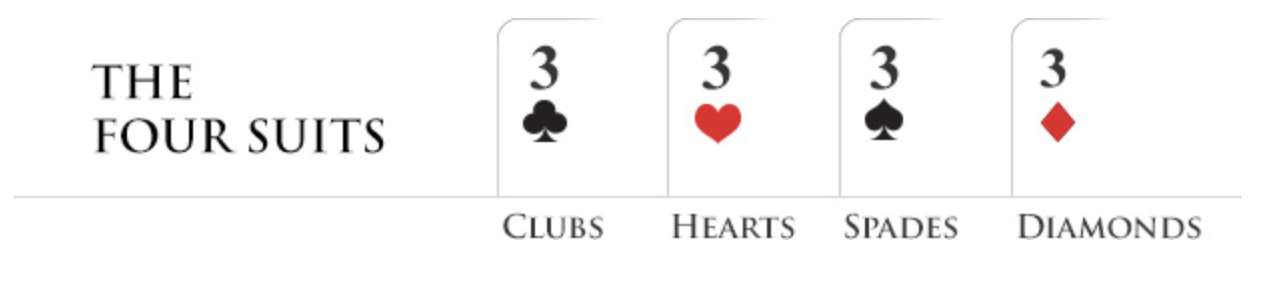 THE
FOUR SUITS
3 3 3 3
CLUBS HEARTS SPADES DIAMONDS